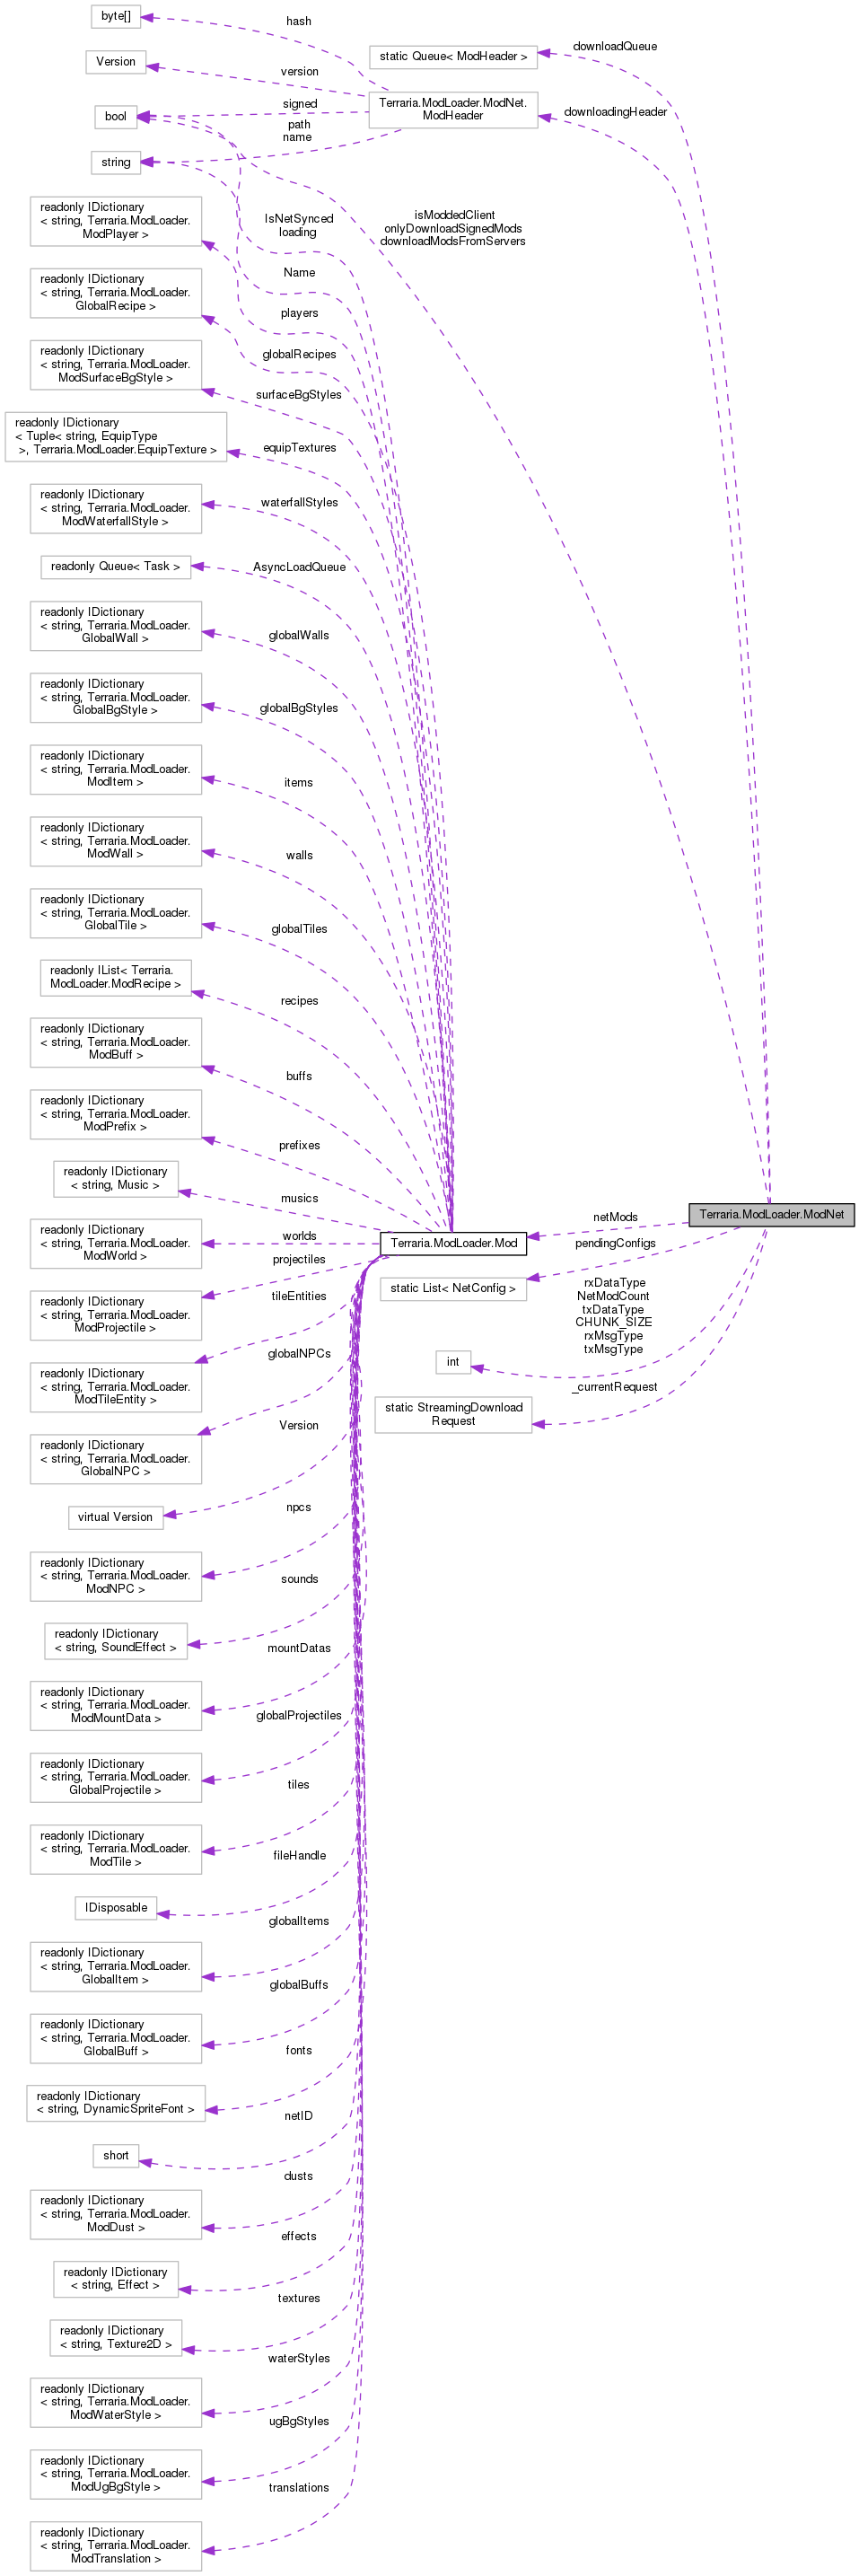 byte[]
hash
downloadQueue
static Queue< ModHeader >
Version
version
Terraria.ModLoader.ModNet.
ModHeader
signed
downloadingHeader
bool
path
name
string
readonly IDictionary
< string, Terraria.ModLoader.
ModPlayer >
IsNetSynced
loading
isModdedClient
onlyDownloadSignedMods
downloadModsFromServers
Name
readonly IDictionary
< string, Terraria.ModLoader.
GlobalRecipe >
players
readonly IDictionary
< string, Terraria.ModLoader.
ModSurfaceBgStyle >
globalRecipes
surfaceBgStyles
readonly IDictionary
< Tuple< string, EquipType
>, Terraria.ModLoader.EquipTexture >
equipTextures
readonly IDictionary
< string, Terraria.ModLoader.
ModWaterfallStyle >
waterfallStyles
readonly Queue< Task >
AsyncLoadQueue
readonly IDictionary
< string, Terraria.ModLoader.
GlobalWall >
globalWalls
readonly IDictionary
< string, Terraria.ModLoader.
GlobalBgStyle >
globalBgStyles
readonly IDictionary
< string, Terraria.ModLoader.
ModItem >
items
readonly IDictionary
< string, Terraria.ModLoader.
ModWall >
walls
readonly IDictionary
< string, Terraria.ModLoader.
GlobalTile >
globalTiles
readonly IList< Terraria.
ModLoader.ModRecipe >
recipes
readonly IDictionary
< string, Terraria.ModLoader.
ModBuff >
buffs
readonly IDictionary
< string, Terraria.ModLoader.
ModPrefix >
prefixes
readonly IDictionary
< string, Music >
musics
netMods
Terraria.ModLoader.ModNet
readonly IDictionary
< string, Terraria.ModLoader.
ModWorld >
worlds
Terraria.ModLoader.Mod
pendingConfigs
projectiles
static List< NetConfig >
readonly IDictionary
< string, Terraria.ModLoader.
ModProjectile >
tileEntities
rxDataType
NetModCount
txDataType
CHUNK_SIZE
rxMsgType
txMsgType
globalNPCs
int
readonly IDictionary
< string, Terraria.ModLoader.
ModTileEntity >
_currentRequest
static StreamingDownload
Request
Version
readonly IDictionary
< string, Terraria.ModLoader.
GlobalNPC >
virtual Version
npcs
readonly IDictionary
< string, Terraria.ModLoader.
ModNPC >
sounds
readonly IDictionary
< string, SoundEffect >
mountDatas
readonly IDictionary
< string, Terraria.ModLoader.
ModMountData >
globalProjectiles
readonly IDictionary
< string, Terraria.ModLoader.
GlobalProjectile >
tiles
readonly IDictionary
< string, Terraria.ModLoader.
ModTile >
fileHandle
IDisposable
globalItems
readonly IDictionary
< string, Terraria.ModLoader.
GlobalItem >
globalBuffs
readonly IDictionary
< string, Terraria.ModLoader.
GlobalBuff >
fonts
readonly IDictionary
< string, DynamicSpriteFont >
netID
short
dusts
readonly IDictionary
< string, Terraria.ModLoader.
ModDust >
effects
readonly IDictionary
< string, Effect >
textures
readonly IDictionary
< string, Texture2D >
waterStyles
readonly IDictionary
< string, Terraria.ModLoader.
ModWaterStyle >
ugBgStyles
readonly IDictionary
< string, Terraria.ModLoader.
ModUgBgStyle >
translations
readonly IDictionary
< string, Terraria.ModLoader.
ModTranslation >